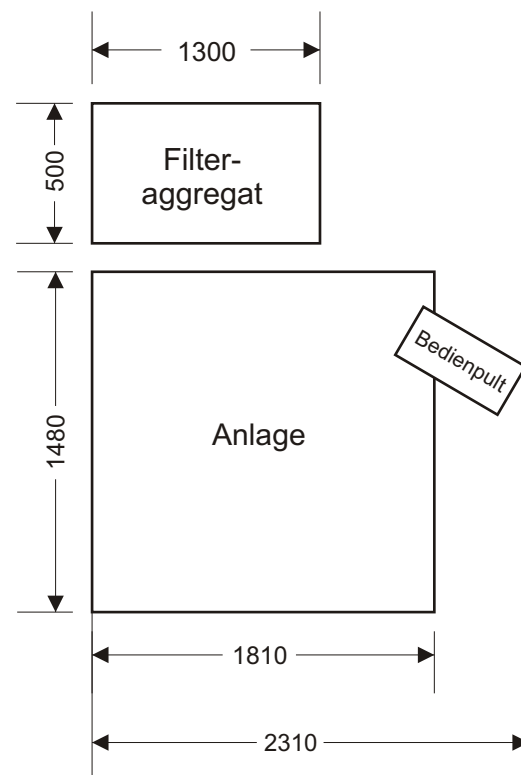 1300
500
Filter-
aggregat
Bedienpult
1480
Anlage
1810
2310